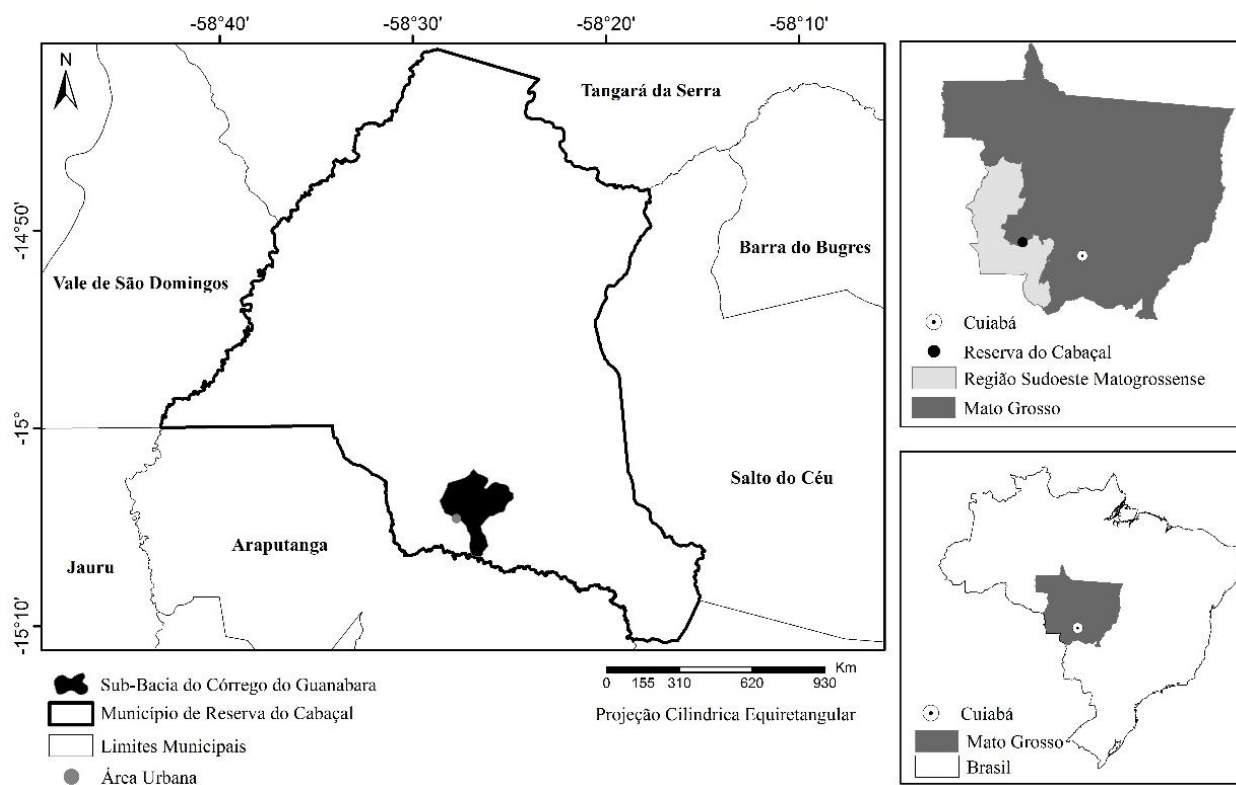 -58°40'
-58°30'
-58°20'
-58°10'
N
Tangará da Serra
-14°50'
Barra do Bugres
Vale de São Domingos
-15°
Salto do Céu
Araputanga
Jauru
-15°10'
Sub-Bacia do Córrego do Guanabara
Município de Reserva do Cabaçal
Limites Municipais
Área Urbana
Km
0 155 310 620 930
Projeção Cilíndrica Equiretangular
Cuiabá
Reserva do Cabaçal
Região Sudoeste Matogrossense
Mato Grosso
Cuiabá
Mato Grosso
Brasil